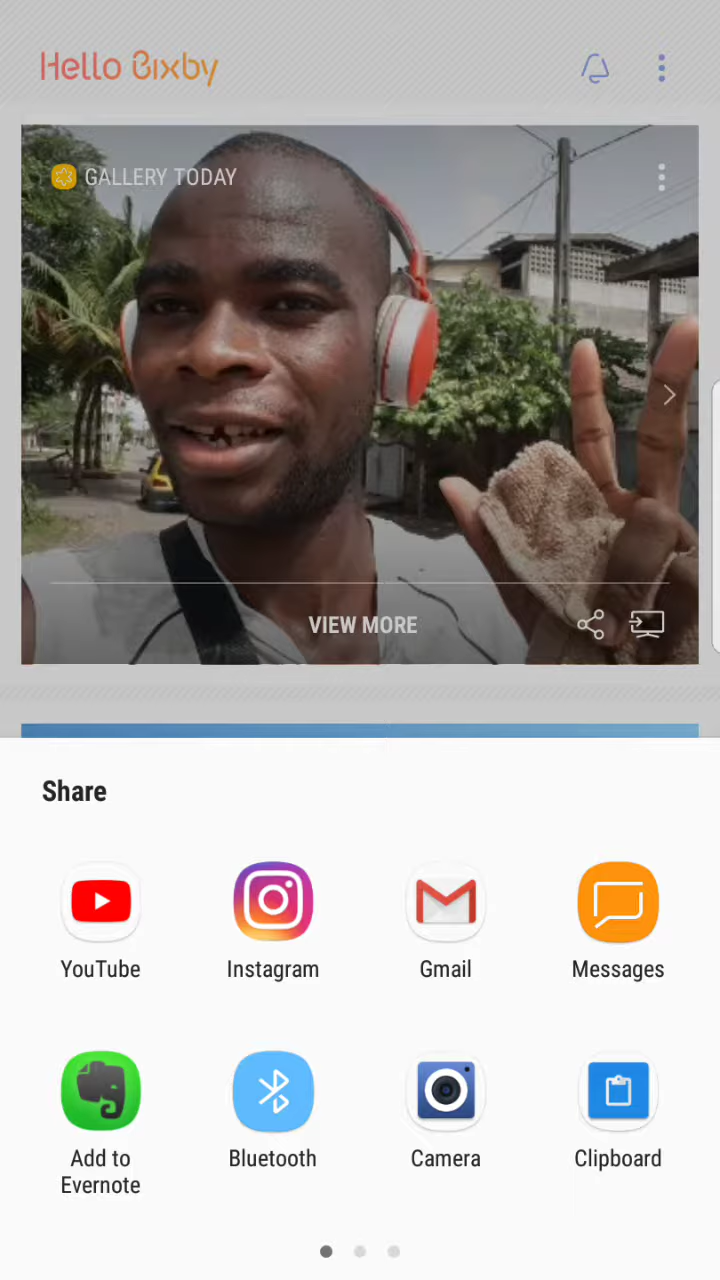 Hello Bixby
GALLERY TODAY
VIEW MORE
Share
YouTube
Instagram
Gmail
Messages
Add to
Evernote
Bluetooth
Camera
Clipboard